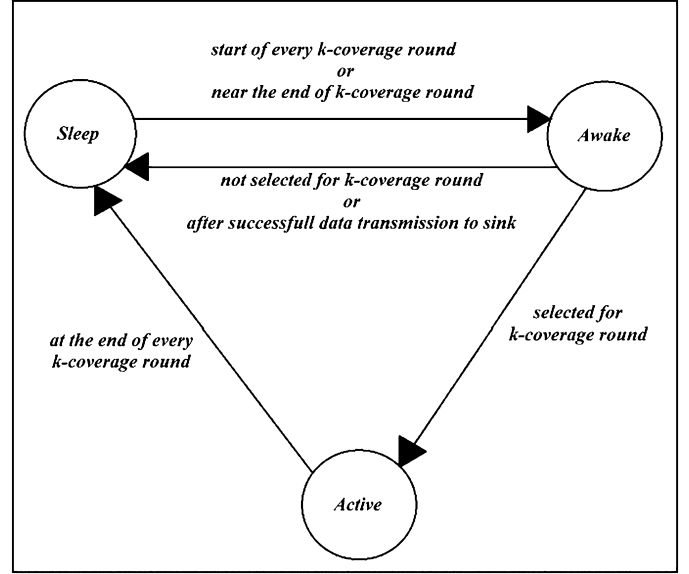 start of every k-coverage round
or
near the end of k-coverage round
Sleep
Awake
not selected for k-coverage round
or
after successfull data transmission to sink
selected for
k-coverage round
at the end of every
k-coverage round
Active